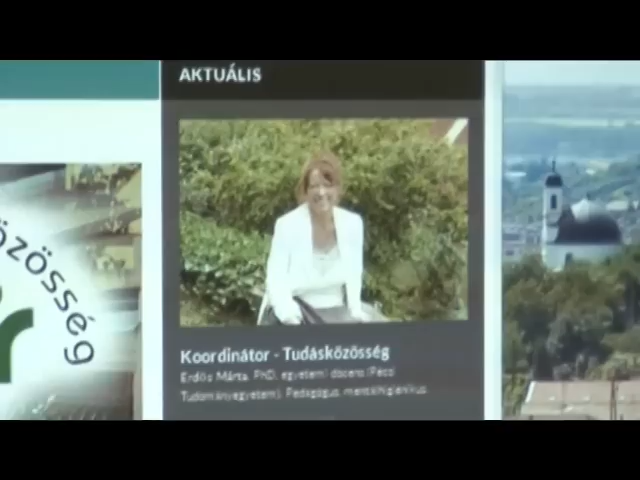 AKTUÁLIS
özösség
Koordinátor - Tudásközösség
Erdős Márta, PhD, egyetemi docens (Pécsi
Tudományegyetem). Pedagógus, mentálhigiénikus